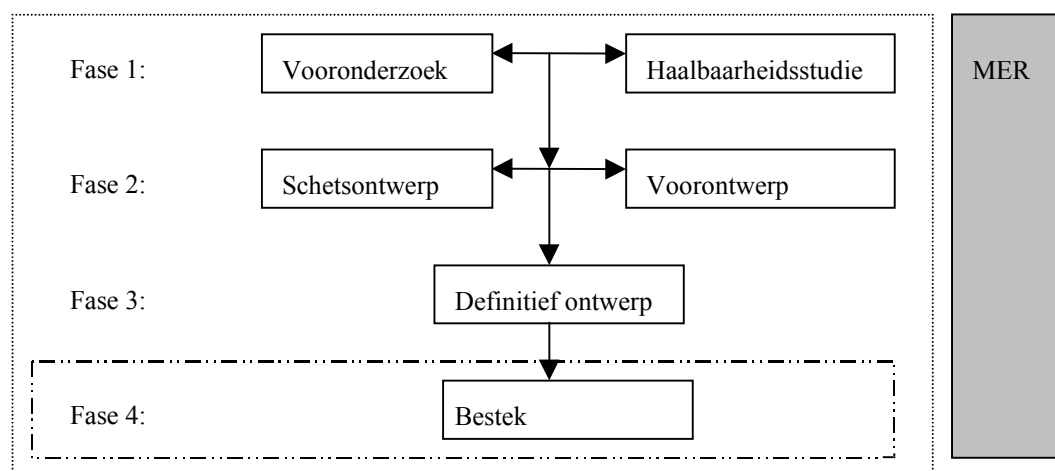 Fase 1: Vooronderzoek Haalbaarheidsstudie MER
Fase 2: Schetsontwerp Voorontwerp
Fase 3: Definitief ontwerp
Fase 4: Bestek